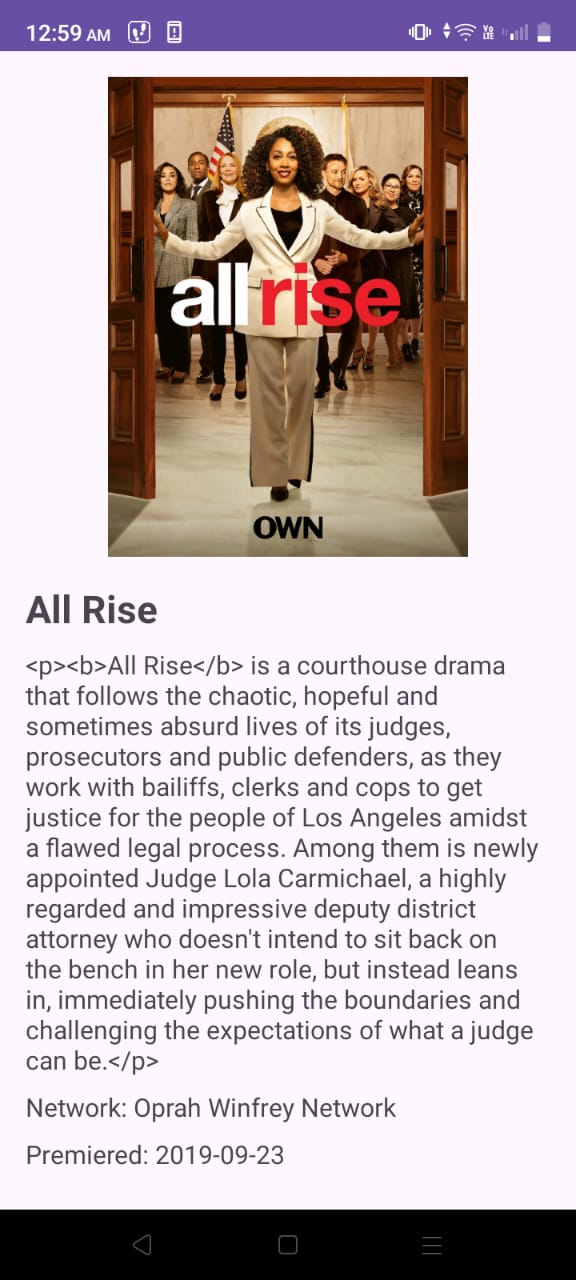 12:59 AM
Vo LTE
all rise
OWN
All Rise
<p><b>All Rise</b> is a courthouse drama
that follows the chaotic, hopeful and
sometimes absurd lives of its judges,
prosecutors and public defenders, as they
work with bailiffs, clerks and cops to get
justice for the people of Los Angeles amidst
a flawed legal process. Among them is newly
appointed Judge Lola Carmichael, a highly
regarded and impressive deputy district
attorney who doesn't intend to sit back on
the bench in her new role, but instead leans
in, immediately pushing the boundaries and
challenging the expectations of what a judge
can be.</p>
Network: Oprah Winfrey Network
Premiered: 2019-09-23